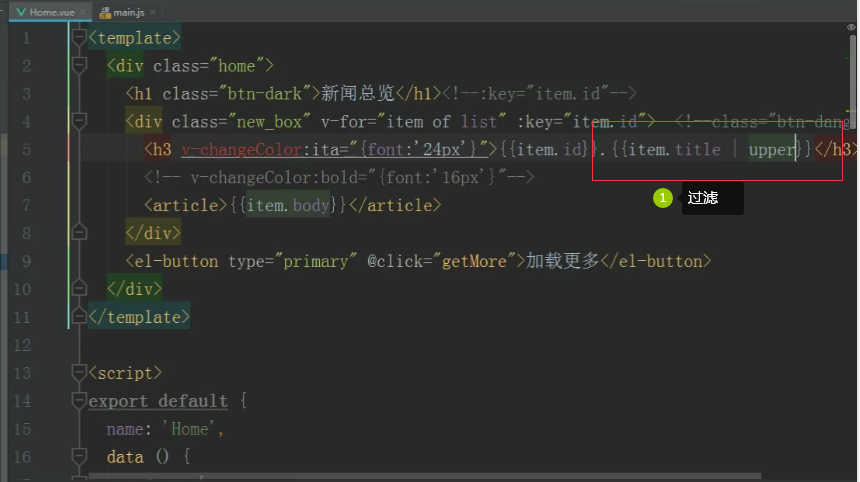 Home.vue × main.js ×
1 <template>
2 <div class="home">
3 <h1 class="btn-dark">新闻总览</h1><!--:key="item.id"-->
4 <div class="new_box" v-for="item of list" :key="item.id"> <!--class="btn-dang
5 <h3 v-changeColor:ita="{font:'24px'}">{{item.id}}.{{item.title | upper}}</h3>
6 <!-- v-changeColor:bold="{font:'16px'}"-->
1 过滤
7 <article>{{item.body}}</article>
8 </div>
9 <el-button type="primary" @click="getMore">加载更多</el-button>
10 </div>
11 </template>
12
13 <script>
14 export default {
15 name: 'Home',
16 data () {